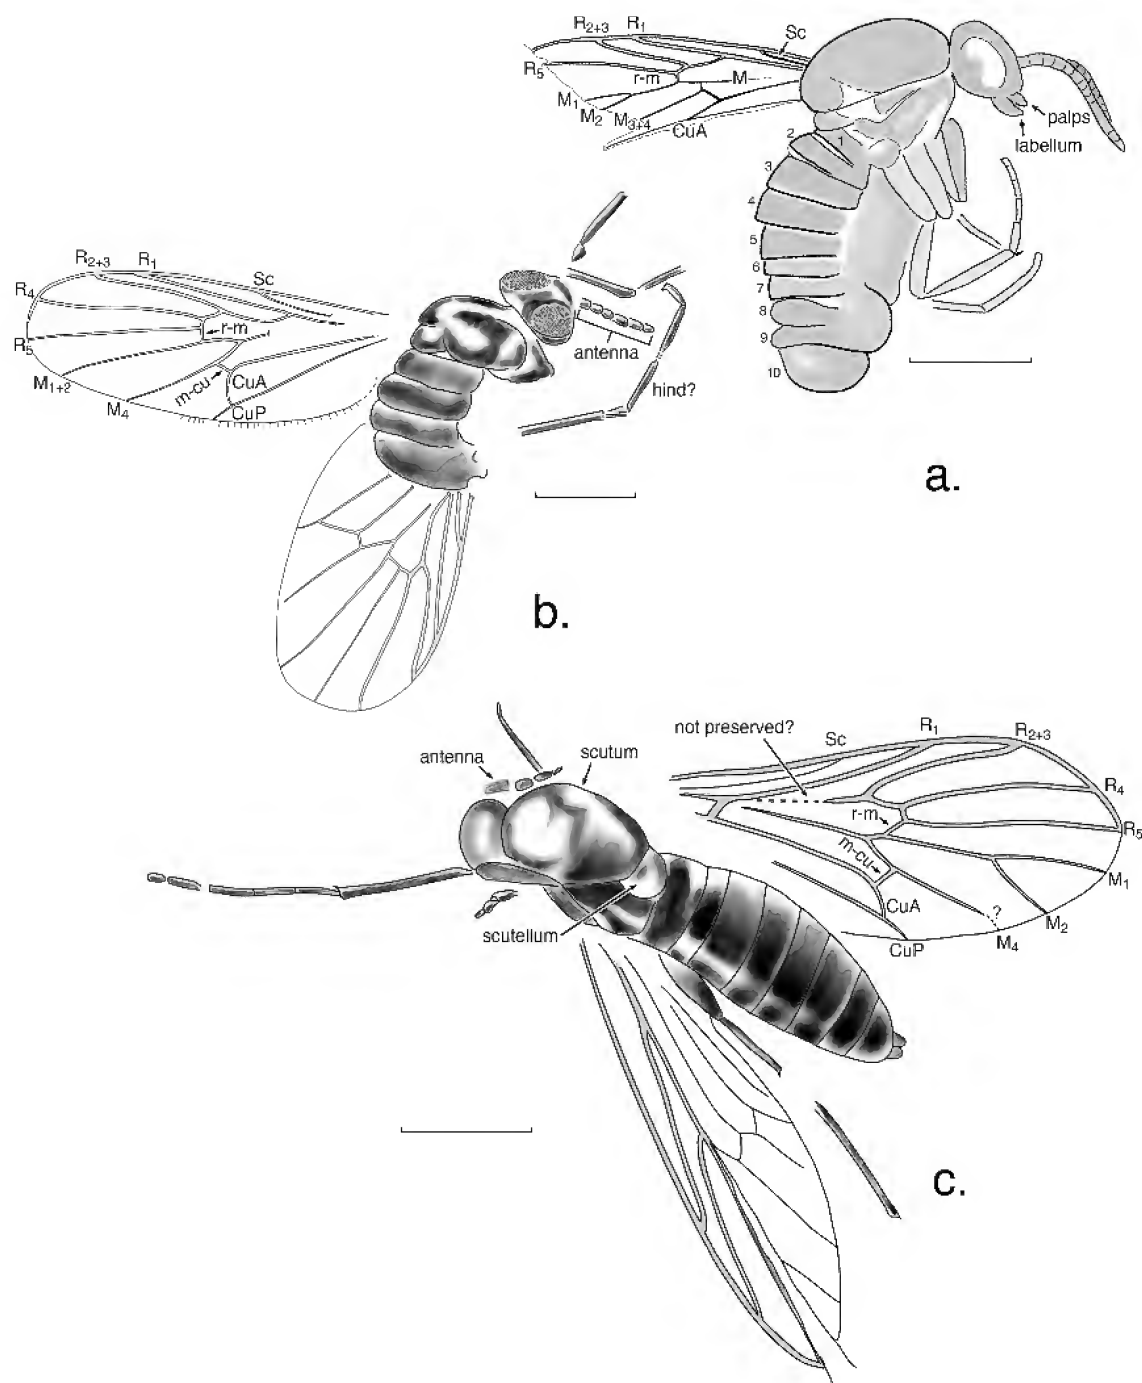 R2+3 R1 Sc
R5 r-m M
M1 M2 M3+4 CuA
palps
labellum
1
2
3
4
5
6
7
8
9
10
a.
R2+3 R1 Sc
R4
r-m
R5
M1+2 m-cu CuA
M4 CuP
antenna
hind?
b.
not preserved? R1 R2+3
Sc
antenna scutum
R4
r-m
R5
m-cu
M1
CuA
?
M2
scutellum
CuP M4
c.